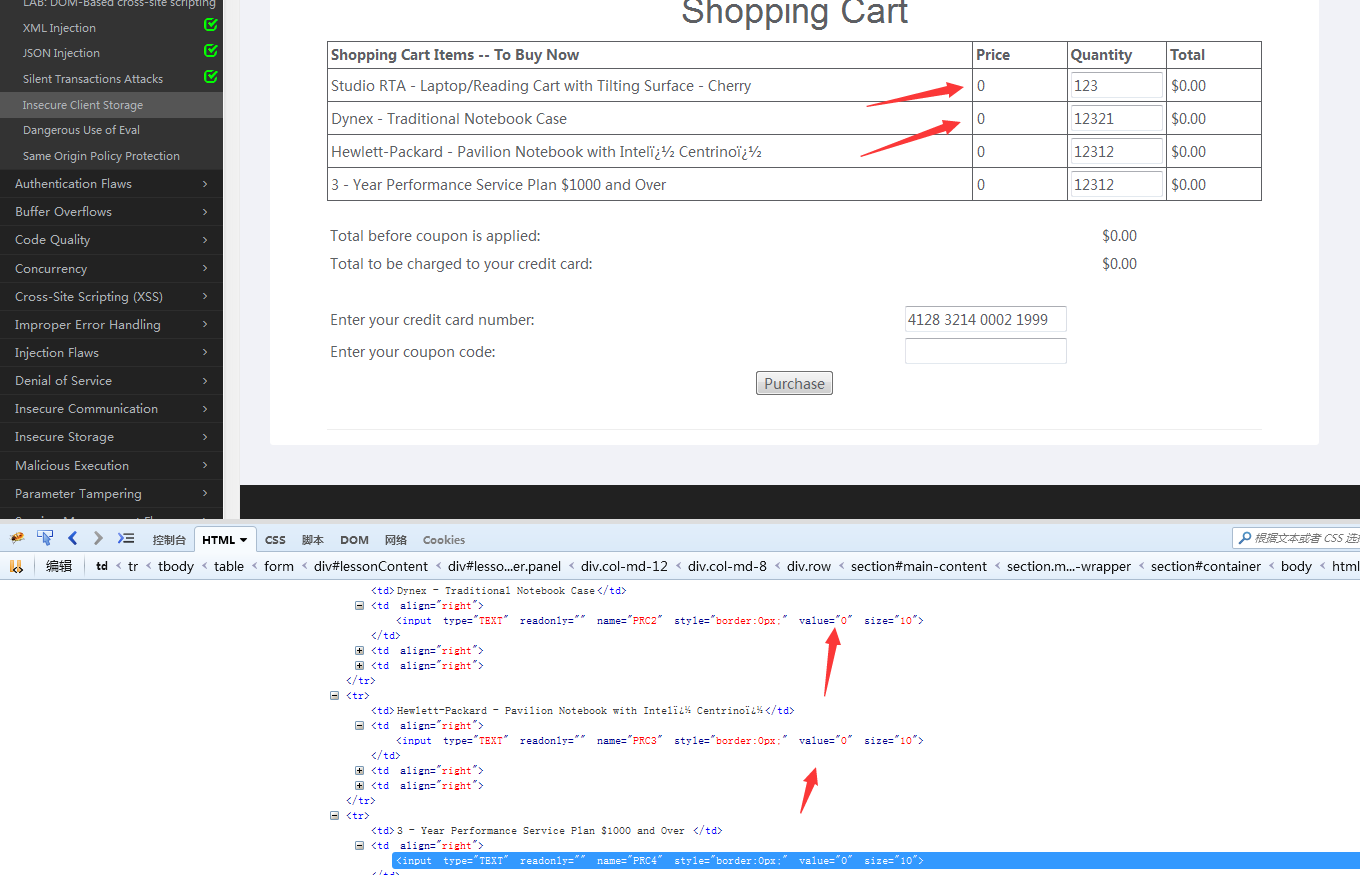 LAB: DOM-Based cross-site scripting
XML Injection
JSON Injection
Silent Transactions Attacks
Insecure Client Storage
Dangerous Use of Eval
Same Origin Policy Protection
Authentication Flaws
Buffer Overflows
Code Quality
Concurrency
Cross-Site Scripting (XSS)
Improper Error Handling
Injection Flaws
Denial of Service
Insecure Communication
Insecure Storage
Malicious Execution
Parameter Tampering
Shopping Cart
Shopping Cart Items -- To Buy Now Price Quantity Total
Studio RTA - Laptop/Reading Cart with Tilting Surface - Cherry 0 123 $0.00
Dynex - Traditional Notebook Case 0 12321 $0.00
Hewlett-Packard - Pavilion Notebook with Intelï¿½ Centrinoï¿½ 0 12312 $0.00
3 - Year Performance Service Plan $1000 and Over 0 12312 $0.00
Total before coupon is applied: $0.00
Total to be charged to your credit card: $0.00
Enter your credit card number: 4128 3214 0002 1999
Enter your coupon code:
Purchase
控制台 HTML CSS 脚本 DOM 网络 Cookies 根据文本或者 CSS 选
编辑 td < tr < tbody < table < form < div#lessonContent < div#lesso...er.panel < div.col-md-12 < div.col-md-8 < div.row < section#main-content < section.m...-wrapper < section#container < body < html
<td>Dynex - Traditional Notebook Case</td>
<td align="right">
<input type="TEXT" readonly="" name="PRC2" style="border:0px;" value="0" size="10">
</td>
<td align="right">
<td align="right">
</tr>
<tr>
<td>Hewlett-Packard - Pavilion Notebook with Intelï¿½ Centrinoï¿½</td>
<td align="right">
<input type="TEXT" readonly="" name="PRC3" style="border:0px;" value="0" size="10">
</td>
<td align="right">
<td align="right">
</tr>
<tr>
<td>3 - Year Performance Service Plan $1000 and Over </td>
<td align="right">
<input type="TEXT" readonly="" name="PRC4" style="border:0px;" value="0" size="10">
</td>